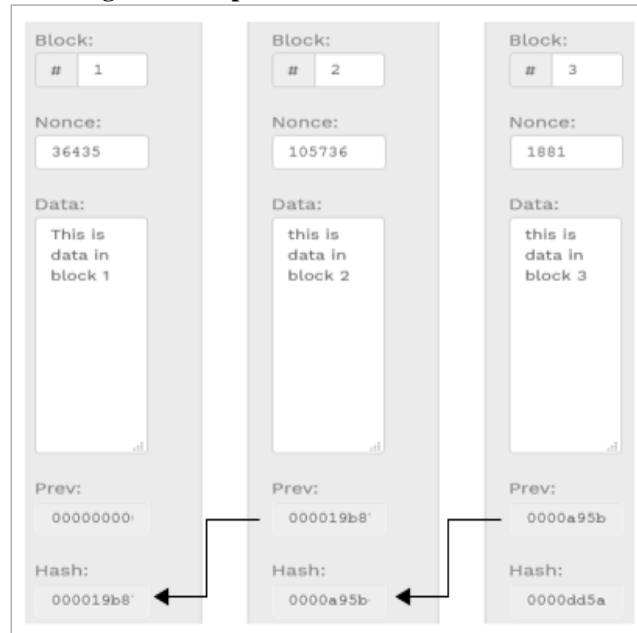 Block:
# 1
Nonce:
36435
Data:
This is
data in
block 1
Prev:
00000000
Hash:
000019b8
Block:
# 2
Nonce:
105736
Data:
this is
data in
block 2
Prev:
000019b8
Hash:
0000a95b
Block:
# 3
Nonce:
1881
Data:
this is
data in
block 3
Prev:
0000a95b
Hash:
0000dd5a